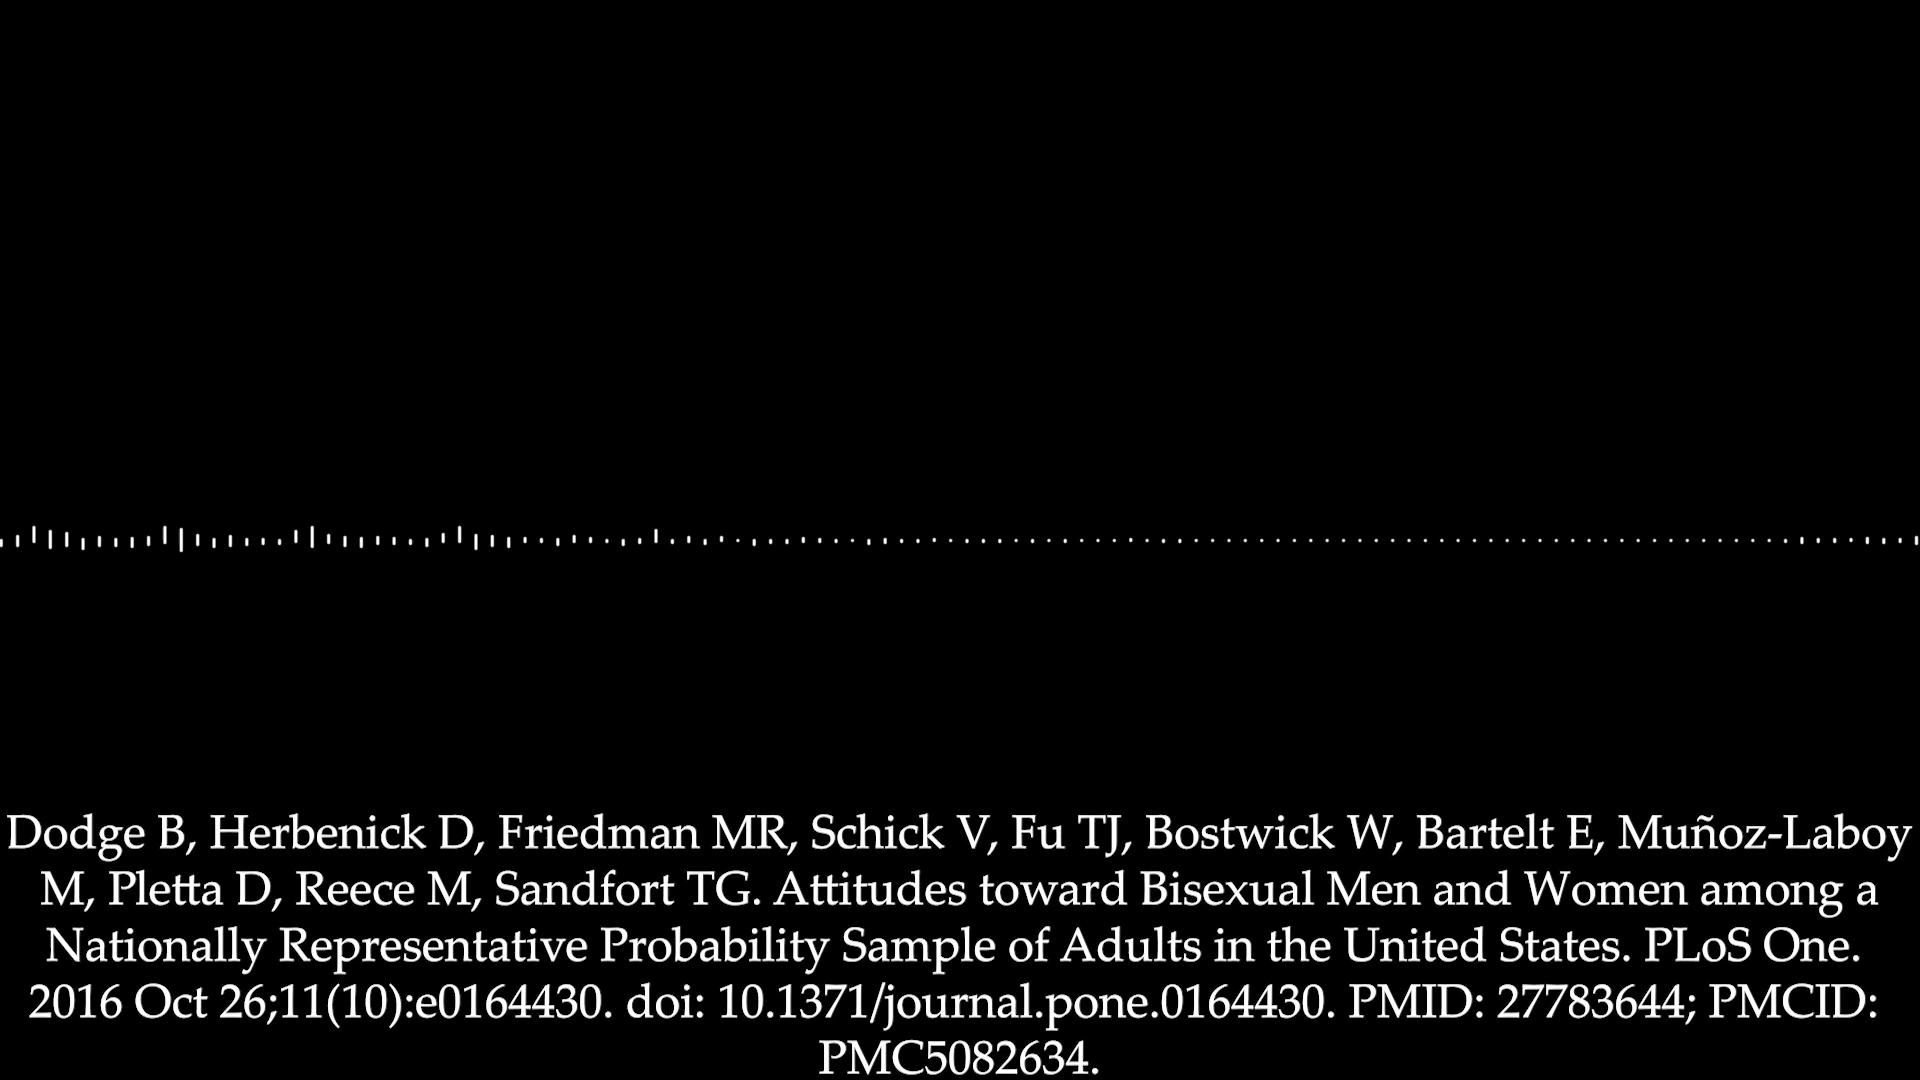 Dodge B, Herbenick D, Friedman MR, Schick V, Fu TJ, Bostwick W, Bartelt E, Muñoz-Laboy
M, Pletta D, Reece M, Sandfort TG. Attitudes toward Bisexual Men and Women among a
Nationally Representative Probability Sample of Adults in the United States. PLoS One.
2016 Oct 26;11(10):e0164430. doi: 10.1371/journal.pone.0164430. PMID: 27783644; PMCID:
PMC5082634.